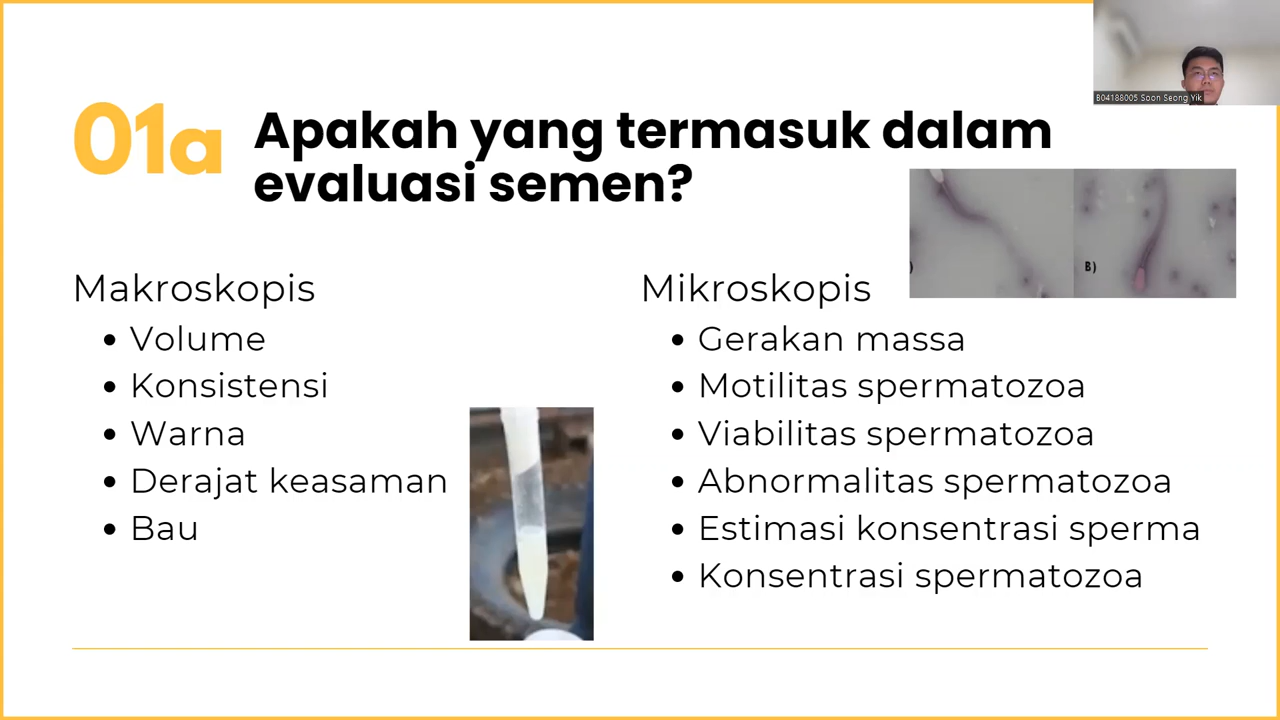 01a
Apakah yang termasuk dalam
evaluasi semen?
B04188005 Soon Seong Yik
Makroskopis
• Volume
• Konsistensi
• Warna
• Derajat keasaman
• Bau
Mikroskopis
• Gerakan massa
• Motilitas spermatozoa
• Viabilitas spermatozoa
• Abnormalitas spermatozoa
• Estimasi konsentrasi sperma
• Konsentrasi spermatozoa
)
B)